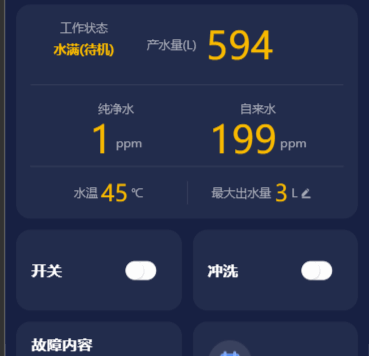 工作状态
水满(待机)
产水量(L) 594
纯净水 自来水
1 ppm 199 ppm
水温 45 ℃ 最大出水量 3 L
开关 冲洗
故障内容